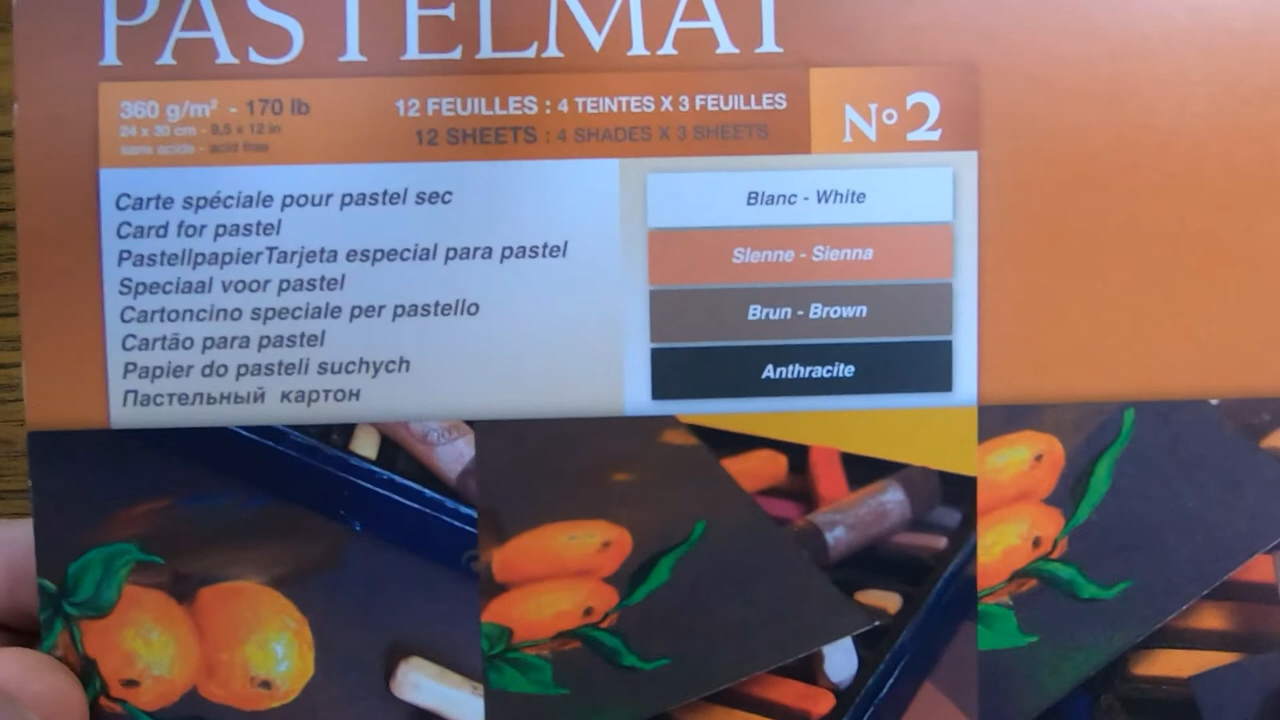 PASTELMAT
360 g/m² - 170 lb
24 x 30 cm - 9,5 x 12 in
sans acide - acid free
12 FEUILLES : 4 TEINTES X 3 FEUILLES
12 SHEETS : 4 SHADES X 3 SHEETS
N° 2
Carte spéciale pour pastel sec
Card for pastel
PastellpapierTarjeta especial para pastel
Speciaal voor pastel
Cartoncino speciale per pastello
Cartão para pastel
Papier do pasteli suchych
Пастельный картон
Blanc - White
Sienne - Sienna
Brun - Brown
Anthracite